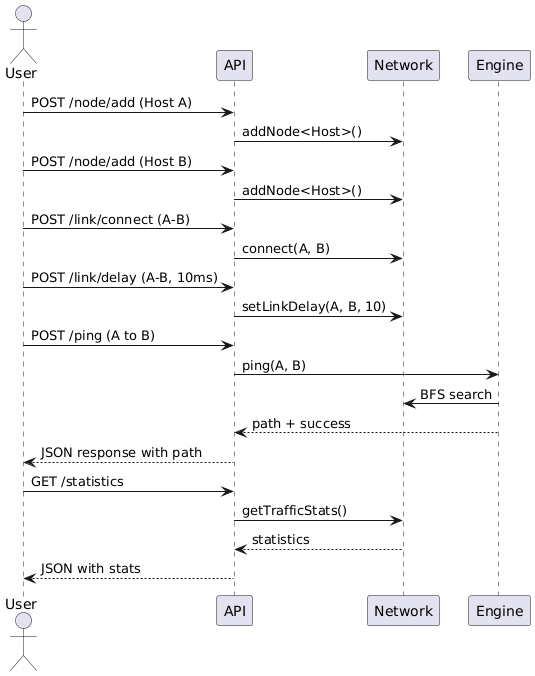 User
API
Network
Engine
POST /node/add (Host A)
addNode<Host>()
POST /node/add (Host B)
addNode<Host>()
POST /link/connect (A-B)
connect(A, B)
POST /link/delay (A-B, 10ms)
setLinkDelay(A, B, 10)
POST /ping (A to B)
ping(A, B)
BFS search
path + success
JSON response with path
GET /statistics
getTrafficStats()
statistics
JSON with stats
User
API
Network
Engine